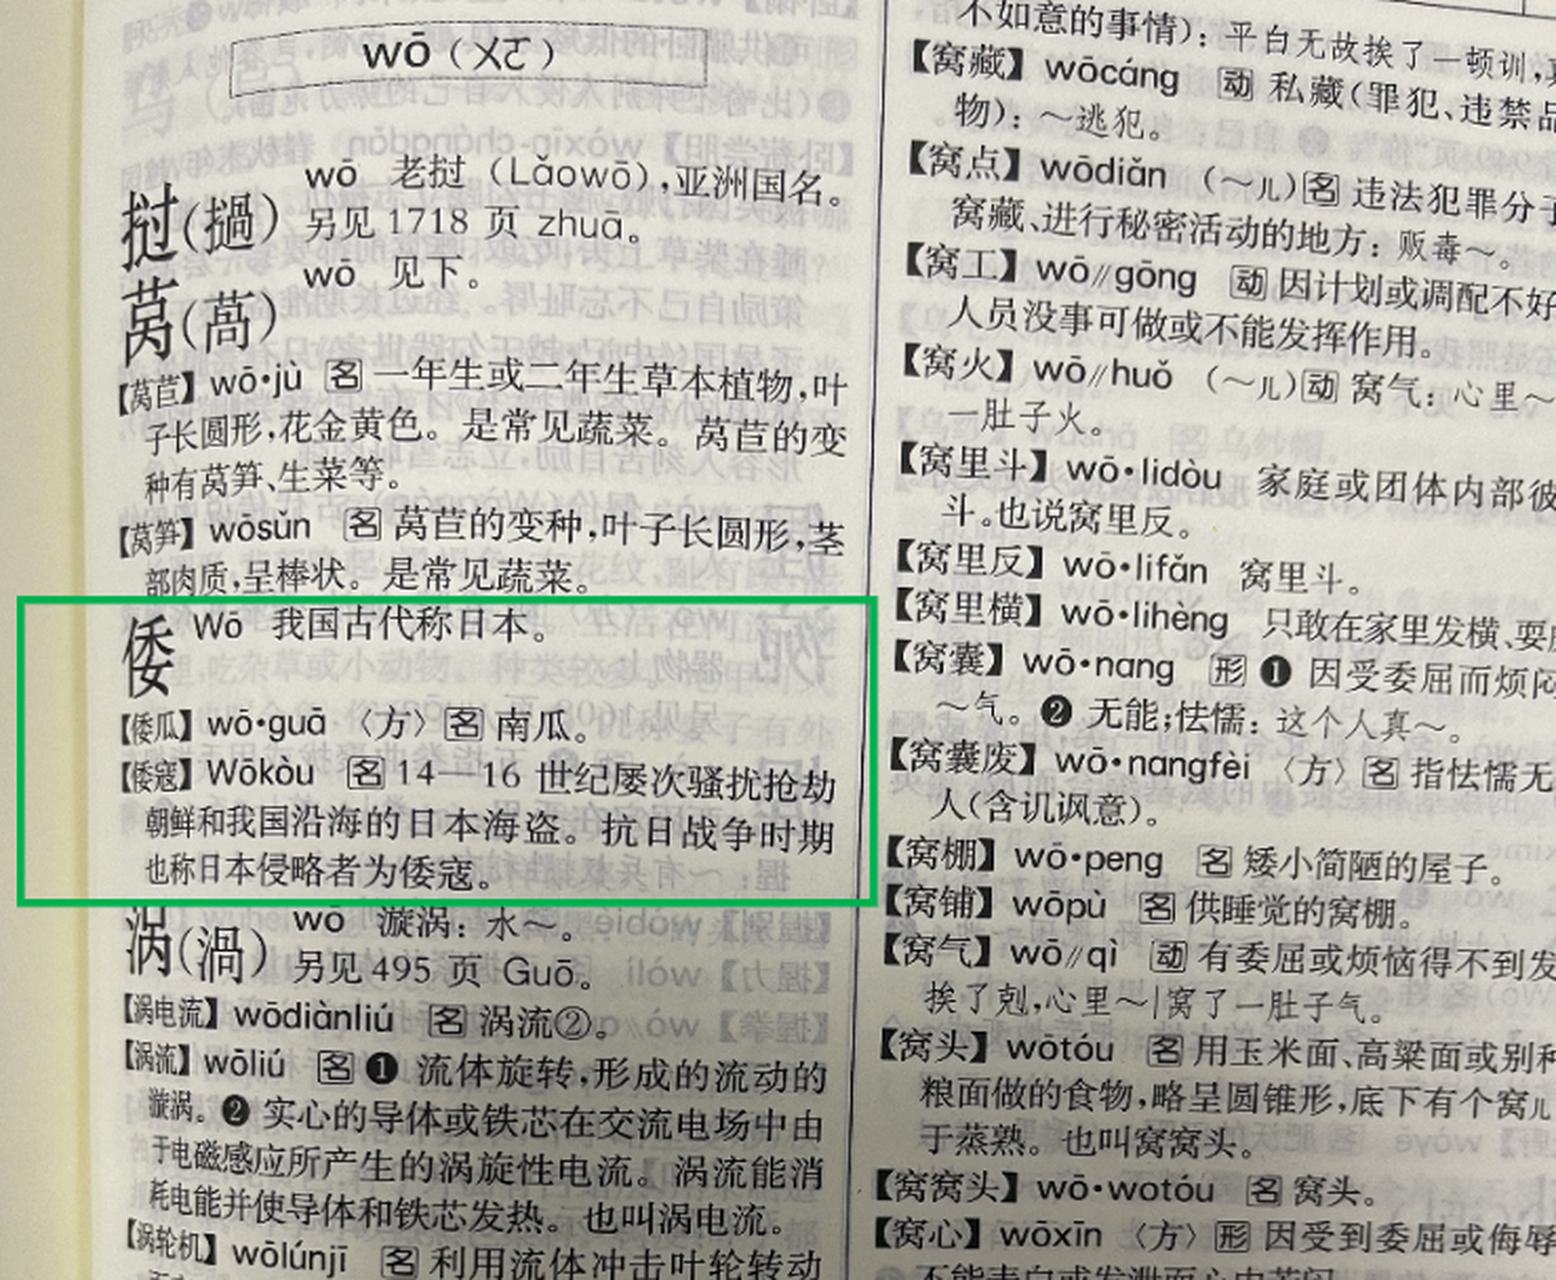 wō (ㄨㄛ)
挝(撾) wō 老挝（Lǎowō），亚洲国名。
另见1718 页 zhuā。
莴(萵) wō 见下。
【莴苣】wō·jù 名 一年生或二年生草本植物，叶
子长圆形，花金黄色。是常见蔬菜。莴苣的变
种有莴笋、生菜等。
【莴笋】wōsǔn 名 莴苣的变种，叶子长圆形，茎
部肉质，呈棒状。是常见蔬菜。
倭 Wō 我国古代称日本。
【倭瓜】wō·guā 〈方〉名 南瓜。
【倭寇】Wōkòu 名 14—16 世纪屡次骚扰抢劫
朝鲜和我国沿海的日本海盗。抗日战争时期
也称日本侵略者为倭寇。
涡(渦) wō 漩涡：水～。
另见495 页 Guō。
【涡电流】wōdiànliú 名 涡流②。
【涡流】wōliú 名 ❶ 流体旋转，形成的流动的
漩涡。❷ 实心的导体或铁芯在交流电场中由
于电磁感应所产生的涡旋性电流。涡流能消
耗电能并使导体和铁芯发热。也叫涡电流。
【涡轮机】wōlúnjī 名 利用流体冲击叶轮转动
不如意的事情）：平白无故挨了一顿训，
【窝藏】wōcáng 动 私藏（罪犯、违禁品
物）：～逃犯。
【窝点】wōdiǎn （～儿）名 违法犯罪分子
窝藏、进行秘密活动的地方：贩毒～。
【窝工】wō//gōng 动 因计划或调配不好
人员没事可做或不能发挥作用。
【窝火】wō//huǒ （～儿）动 窝气：心里～
一肚子火。
【窝里斗】wō·lidòu 家庭或团体内部彼
斗。也说窝里反。
【窝里反】wō·lifǎn 窝里斗。
【窝里横】wō·lihèng 只敢在家里发横、耍
【窝囊】wō·nang 形 ❶ 因受委屈而烦闷
～气。❷ 无能；怯懦：这个人真～。
【窝囊废】wō·nangfèi 〈方〉名 指怯懦无
人（含讥讽意）。
【窝棚】wō·peng 名 矮小简陋的屋子。
【窝铺】wōpù 名 供睡觉的窝棚。
【窝气】wō//qì 动 有委屈或烦恼得不到发
挨了剋，心里～|窝了一肚子气。
【窝头】wōtóu 名 用玉米面、高粱面或别种
粮面做的食物，略呈圆锥形，底下有个窝儿
于蒸熟。也叫窝窝头。
【窝窝头】wō·wotóu 名 窝头。
【窝心】wōxīn 〈方〉形 因受到委屈或侮辱